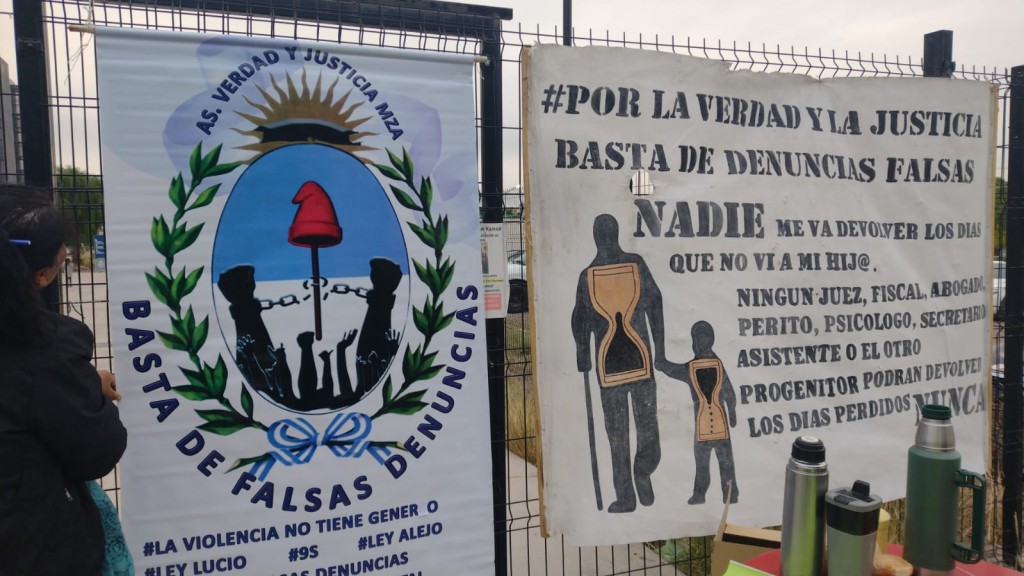 AS. VERDAD Y JUSTICIA MZA
BASTA DE FALSAS DENUNCIAS
#LA VIOLENCIA NO TIENE GENER O
#LEY LUCIO #9S #LEY ALEJO
DENUNCIAS
#POR LA VERDAD Y LA JUSTICIA
BASTA DE DENUNCIAS FALSAS
NADIE ME VA DEVOLVER LOS DIAS
QUE NO VI A MI HIJ@.
NINGUN JUEZ, FISCAL, ABOGADO,
PERITO, PSICOLOGO, SECRETARIO
ASISTENTE O EL OTRO
PROGENITOR PODRAN DEVOLVER
LOS DIAS PERDIDOS NUNCA